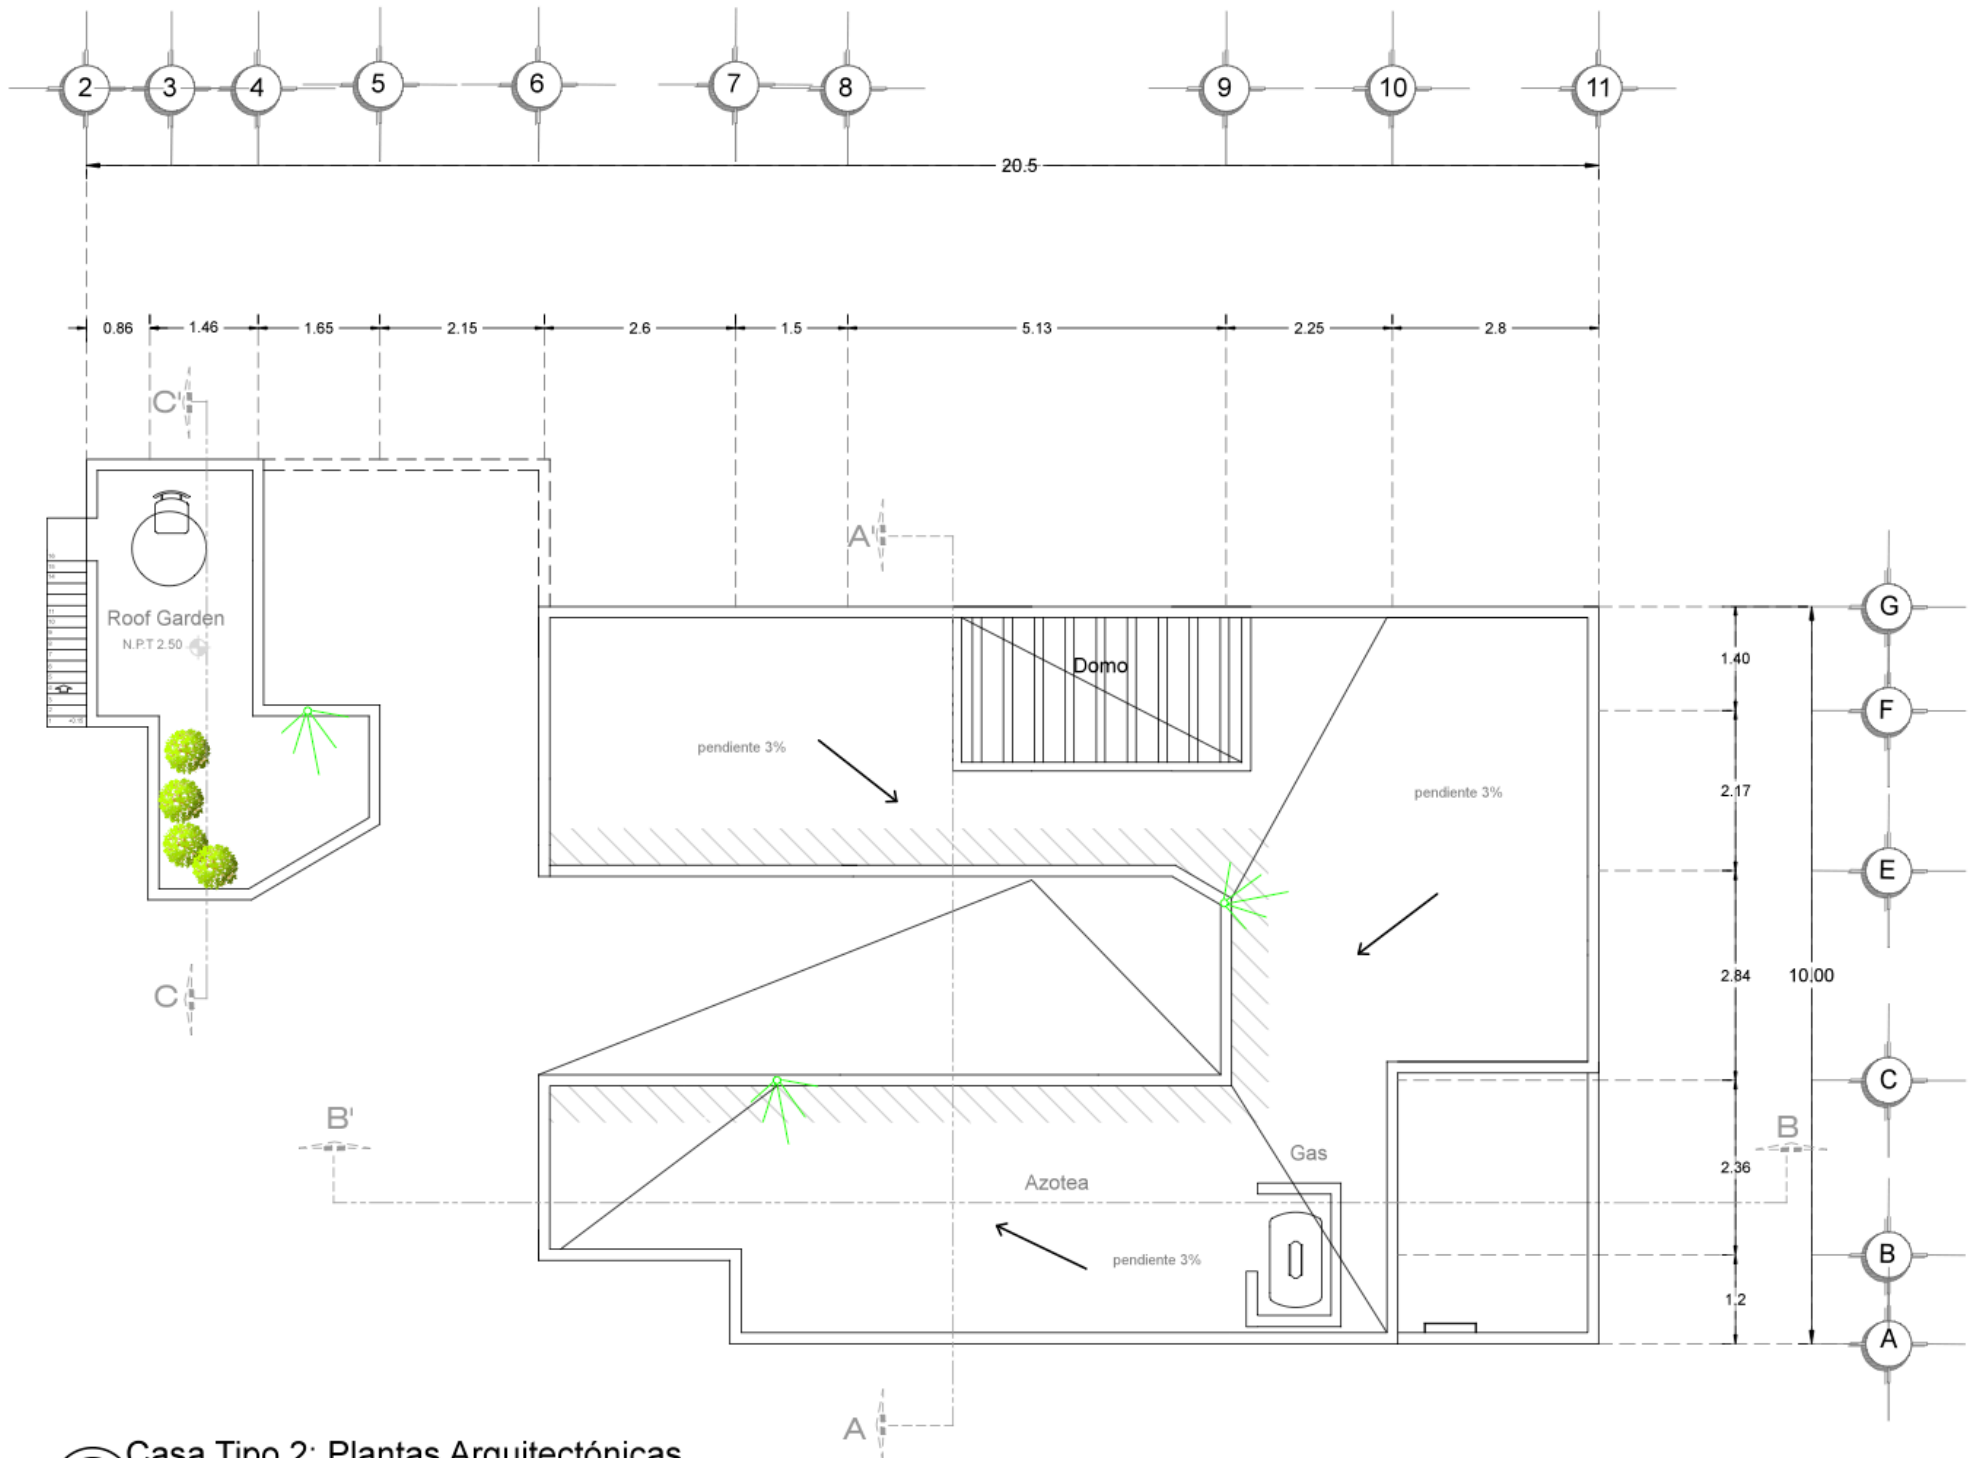 2 3 4 5 6 7 8 9 10 11
20.5
0.86 1.46 1.65 2.15 2.6 1.5 5.13 2.25 2.8
C'
A'
G
Roof Garden
N.P.T 2.50
Domo
1.40
F
pendiente 3%
pendiente 3%
2.17
E
C
2.84
10.00
C
B'
B
Gas
2.36
Azotea
pendiente 3%
B
1.2
A
A
Casa Tipo 2: Plantas Arquitectónicas